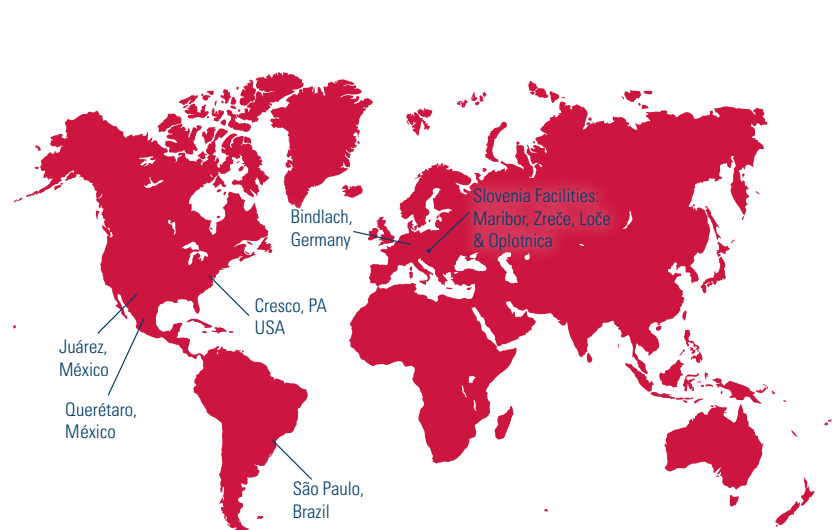 Slovenia Facilities:
Maribor, Zreče, Loče
& Oplotnica
Bindlach,
Germany
Cresco, PA
USA
Juárez,
México
Querétaro,
México
São Paulo,
Brazil